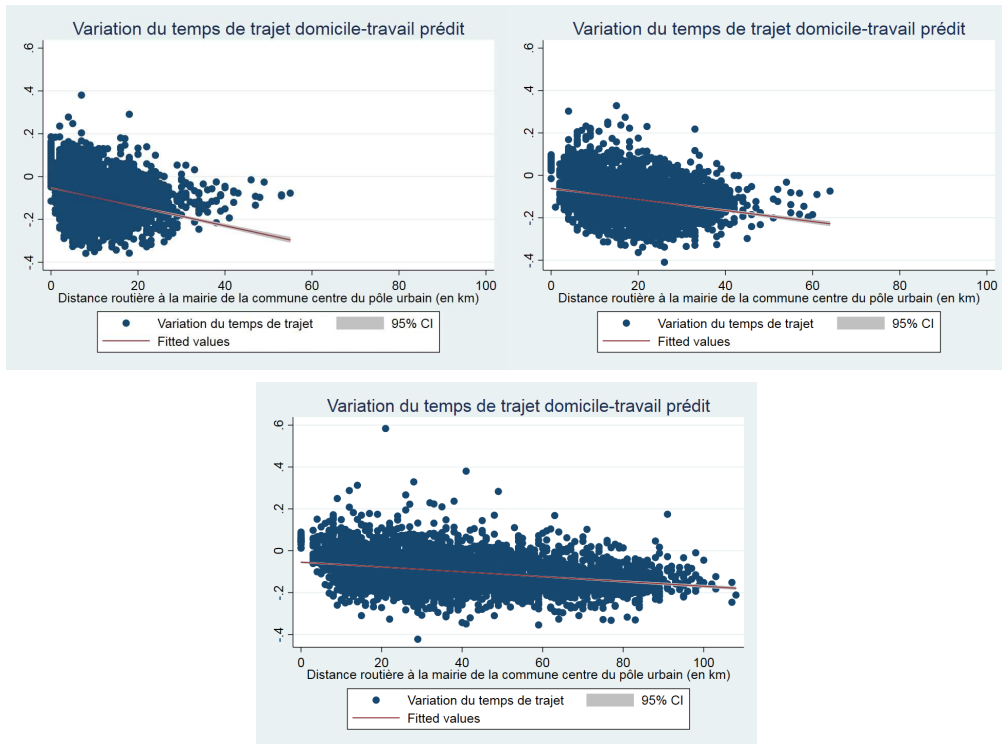 Variation du temps de trajet domicile-travail prédit
.6
.4
.2
0
-.2
-.4
0 20 40 60 80 100
Distance routière à la mairie de la commune centre du pôle urbain (en km)
Variation du temps de trajet 95% CI
Fitted values
Variation du temps de trajet domicile-travail prédit
.6
.4
.2
0
-.2
-.4
0 20 40 60 80 100
Distance routière à la mairie de la commune centre du pôle urbain (en km)
Variation du temps de trajet 95% CI
Fitted values
Variation du temps de trajet domicile-travail prédit
.6
.4
.2
0
-.2
-.4
0 20 40 60 80 100
Distance routière à la mairie de la commune centre du pôle urbain (en km)
Variation du temps de trajet 95% CI
Fitted values